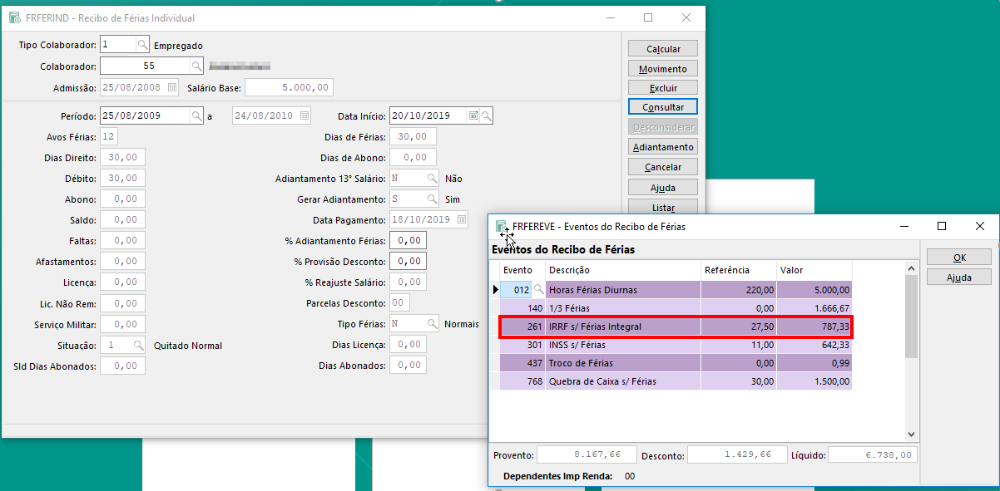 FRFERIND - Recibo de Férias Individual
Tipo Colaborador: 1 Empregado
Colaborador: 55
Admissão: 25/08/2008 Salário Base: 5.000,00
Período: 25/08/2009 a 24/08/2010 Data Início: 20/10/2019
Avos Férias: 12 Dias de Férias: 30,00
Dias Direito: 30,00 Dias de Abono: 0,00
Débito: 30,00 Adiantamento 13° Salário: N Não
Abono: 0,00 Gerar Adiantamento: S Sim
Saldo: 0,00 Data Pagamento: 18/10/2019
Faltas: 0,00 % Adiantamento Férias: 0,00
Afastamentos: 0,00 % Provisão Desconto: 0,00
Licença: 0,00 % Reajuste Salário: 0,00
Lic. Não Rem: 0,00 Parcelas Desconto: 00
Serviço Militar: 0,00 Tipo Férias: N Normais
Situação: 1 Quitado Normal Dias Licença: 0,00
Sld Dias Abonados: 0,00 Dias Abonados: 0,00
Calcular
Movimento
Excluir
Consultar
Desconsiderar
Adiantamento
Cancelar
Ajuda
Listar
FRFEREVE - Eventos do Recibo de Férias
Eventos do Recibo de Férias
Evento Descrição Referência Valor
012 Horas Férias Diurnas 220,00 5.000,00
140 1/3 Férias 0,00 1.666,67
261 IRRF s/ Férias Integral 27,50 787,33
301 INSS s/ Férias 11,00 642,33
437 Troco de Férias 0,00 0,99
768 Quebra de Caixa s/ Férias 30,00 1.500,00
Provento: 8.167,66 Desconto: 1.429,66 Líquido: 6.738,00
Dependentes Imp Renda: 00
OK
Ajuda